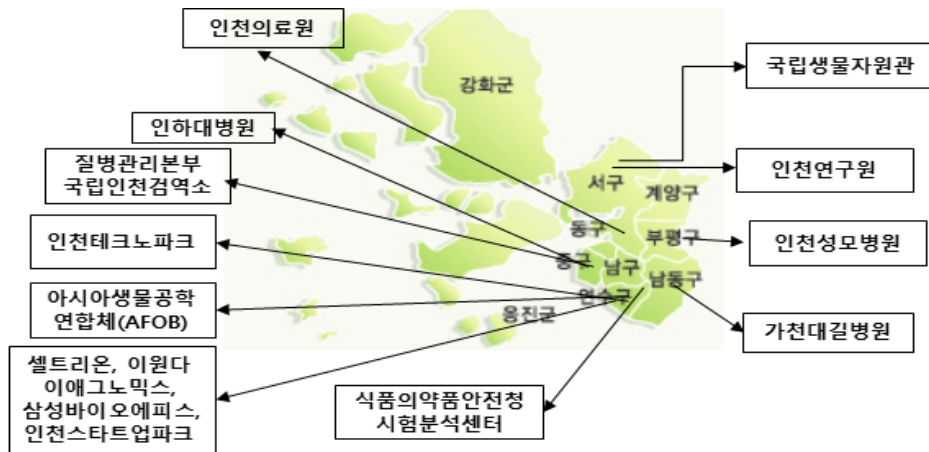 인천의료원
국립생물자원관
강화군
인하대병원
질병관리본부
국립인천검역소
서구
인천연구원
계양구
인천테크노파크
동구
부평구
인천성모병원
중구
남구
남동구
연수구
아시아생물공학
연합체(AFOB)
옹진군
가천대길병원
셀트리온, 이원다
이애그노믹스,
삼성바이오에피스,
인천스타트업파크
식품의약품안전청
시험분석센터